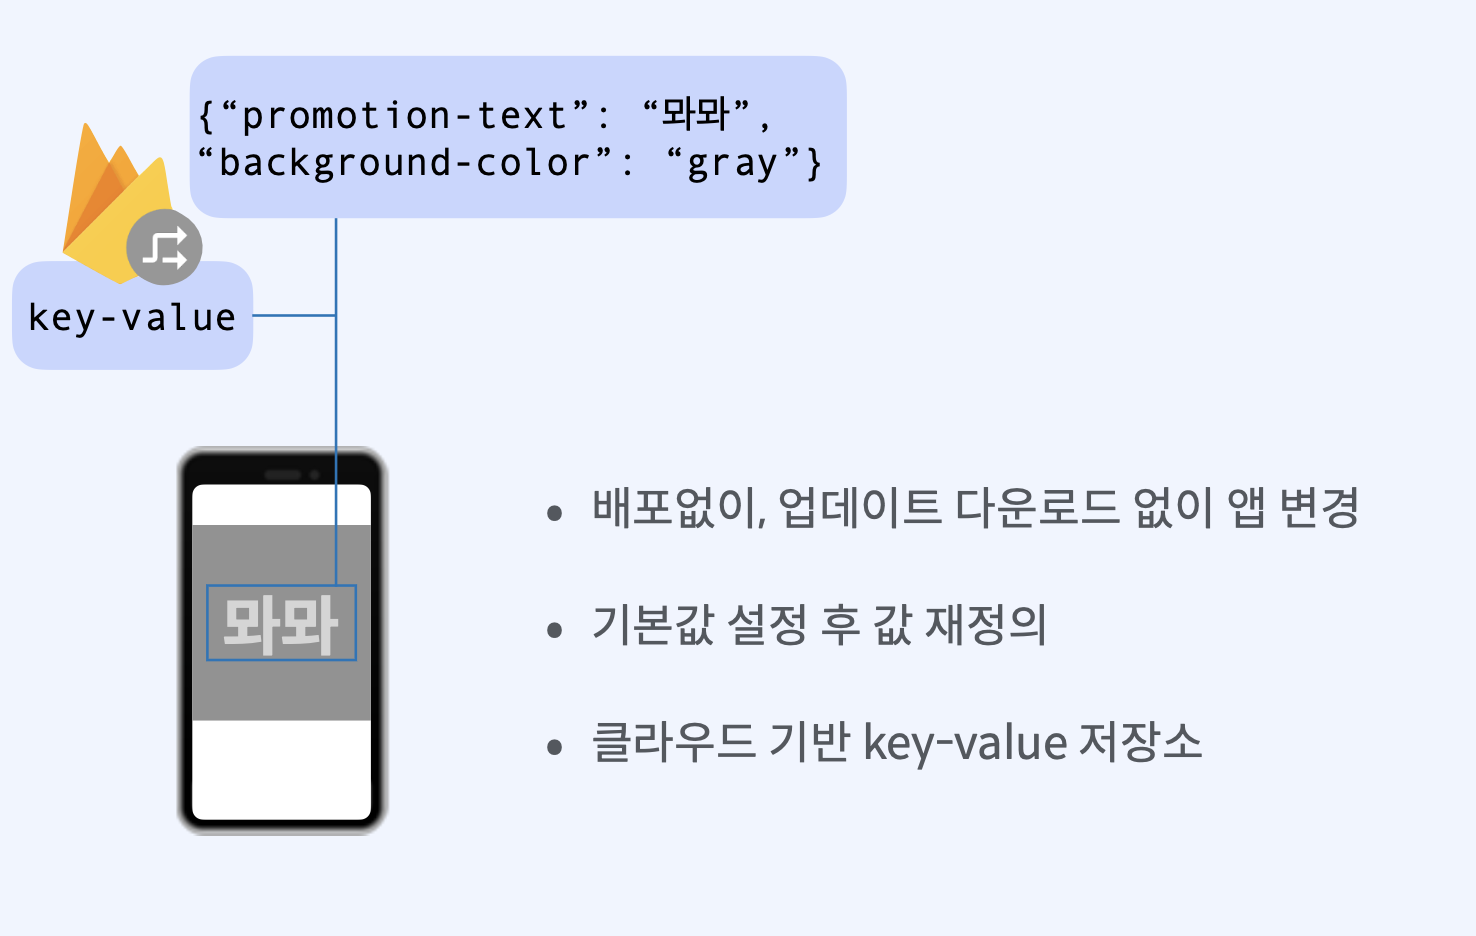 {“promotion-text”: “뫄뫄”,
“background-color”: “gray”}
key-value
뫄뫄
• 배포없이, 업데이트 다운로드 없이 앱 변경
• 기본값 설정 후 값 재정의
• 클라우드 기반 key-value 저장소